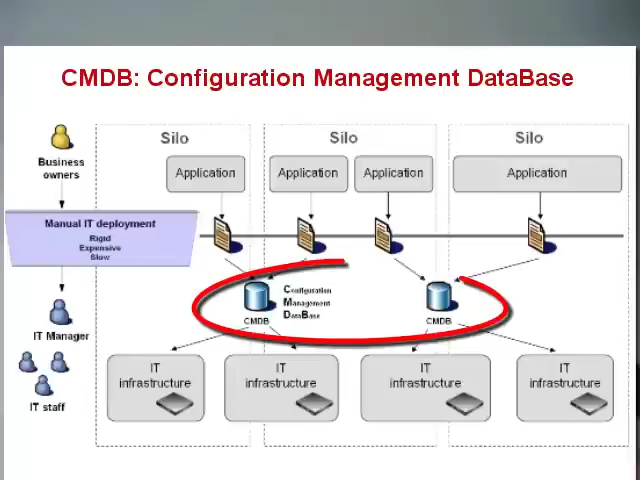 CMDB: Configuration Management DataBase
Silo
Silo
Silo
Business
owners
Application
Application
Application
Application
Manual IT deployment
Rigid
Expensive
Slow
Configuration
Management
DataBase
CMDB
CMDB
IT Manager
IT staff
IT
infrastructure
IT
infrastructure
IT
infrastructure
IT
infrastructure